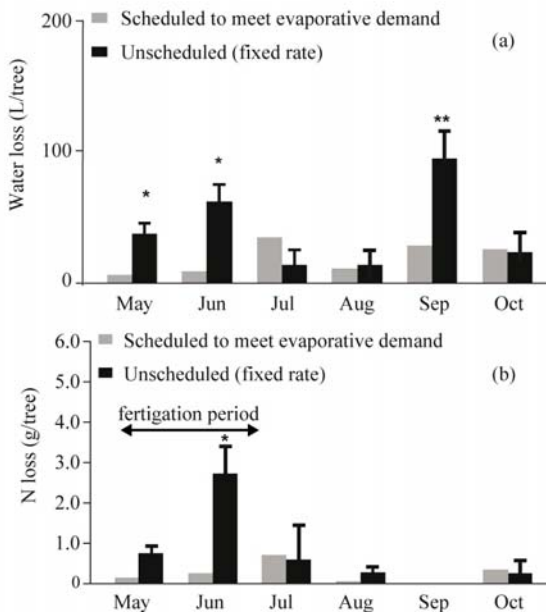 200
Scheduled to meet evaporative demand
(a)
Unscheduled (fixed rate)
Water loss (L/tree)
**
*
*
100
0
May Jun Jul Aug Sep Oct
6.0
Scheduled to meet evaporative demand
5.0
Unscheduled (fixed rate)
(b)
fertigation period
4.0
*
N loss (g/tree)
3.0
2.0
1.0
0
May Jun Jul Aug Sep Oct